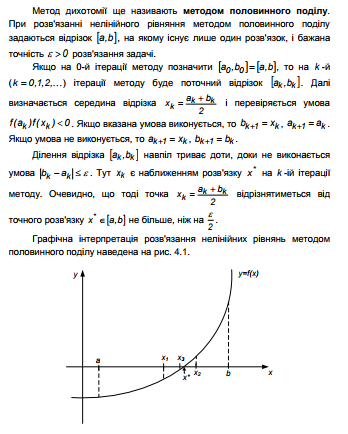 Метод дихотомії ще називають методом половинного поділу.
При розв'язанні нелінійного рівняння методом половинного поділу
задаються відрізок [a,b], на якому існує лише один розв'язок, і бажана
точність ε > 0 розв'язання задачі.
Якщо на 0-й ітерації методу позначити [a₀,b₀]=[a,b], то на k-й
(k = 0,1,2,...) ітерації методу буде поточний відрізок [aₖ,bₖ]. Далі
визначається середина відрізка xₖ = (aₖ + bₖ)/2 і перевіряється умова
f(aₖ)f(xₖ) < 0. Якщо вказана умова виконується, то bₖ₊₁ = xₖ, aₖ₊₁ = aₖ.
Якщо умова не виконується, то aₖ₊₁ = xₖ, bₖ₊₁ = bₖ.
Ділення відрізка [aₖ,bₖ] навпіл триває доти, доки не виконається
умова |bₖ − aₖ| ≤ ε. Тут xₖ є наближенням розв'язку x* на k-ій ітерації
методу. Очевидно, що тоді точка xₖ = (aₖ + bₖ)/2 відрізнятиметься від
точного розв'язку x* ∈ [a,b] не більше, ніж на ε/2.
Графічна інтерпретація розв'язання нелінійних рівнянь методом
половинного поділу наведена на рис. 4.1.
y
y=f(x)
a
x₁
x₃
x*
x₂
b
x